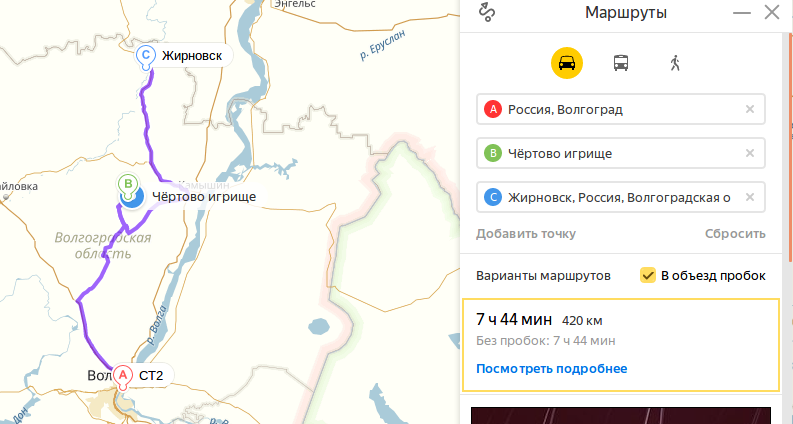 Энгельс
р. Еруслан
C Жирновск
айловка
B
Камышин
Чёртово игрище
Волгоградская
область
р. Волга
Вол
A СТ2
Дон
Маршруты
A Россия, Волгоград
B Чёртово игрище
C Жирновск, Россия, Волгоградская о
Добавить точку Сбросить
Варианты маршрутов В объезд пробок
7 ч 44 мин 420 км
Без пробок: 7 ч 44 мин
Посмотреть подробнее